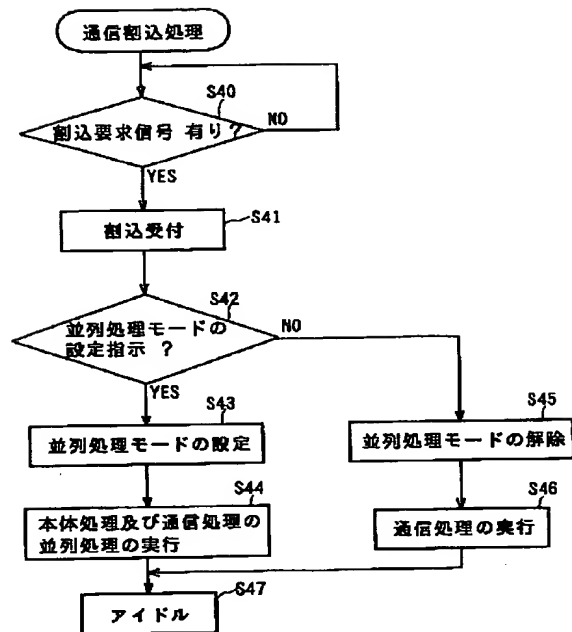 通信割込処理
S40
割込要求信号 有り?
NO
YES
S41
割込受付
S42
並列処理モードの
設定指示 ?
NO
YES
S43
並列処理モードの設定
S45
並列処理モードの解除
S44
本体処理及び通信処理の
並列処理の実行
S46
通信処理の実行
S47
アイドル